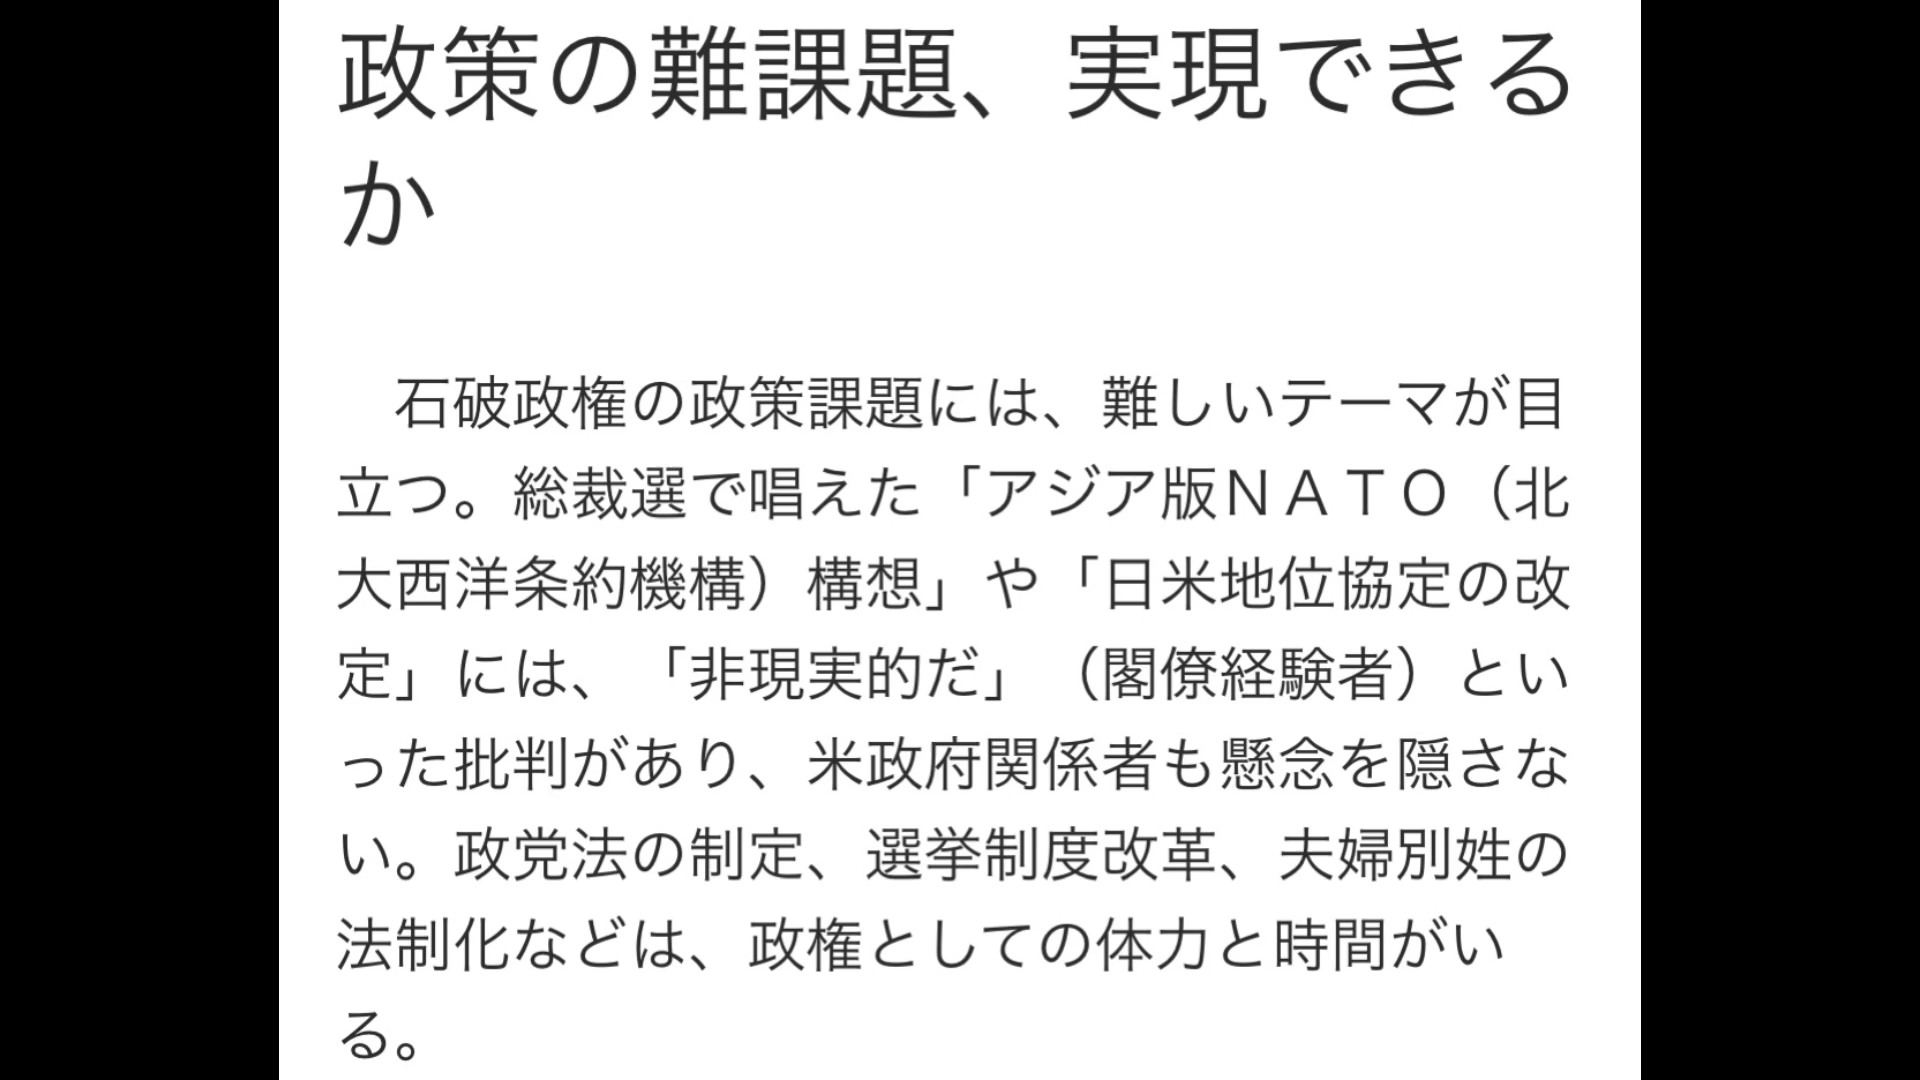 政策の難課題、実現できる
か
　石破政権の政策課題には、難しいテーマが目
立つ。総裁選で唱えた「アジア版ＮＡＴＯ（北
大西洋条約機構）構想」や「日米地位協定の改
定」には、「非現実的だ」（閣僚経験者）とい
った批判があり、米政府関係者も懸念を隠さな
い。政党法の制定、選挙制度改革、夫婦別姓の
法制化などは、政権としての体力と時間がい
る。